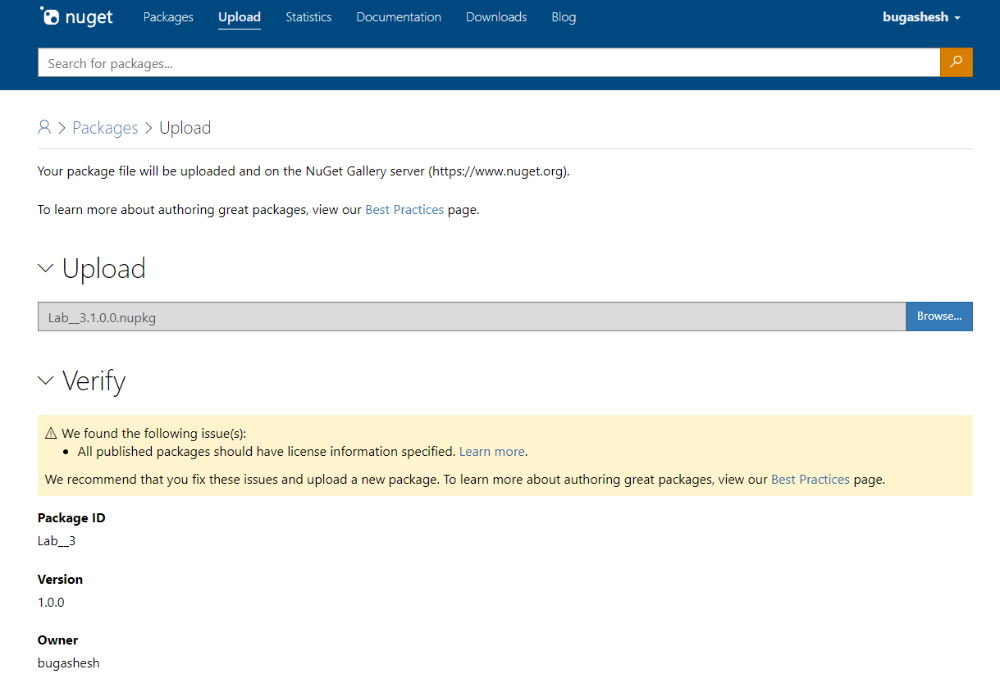 nuget Packages Upload Statistics Documentation Downloads Blog bugashesh
Search for packages...
Packages Upload
Your package file will be uploaded and on the NuGet Gallery server (https://www.nuget.org).
To learn more about authoring great packages, view our Best Practices page.
Upload
Lab__3.1.0.0.nupkg Browse...
Verify
We found the following issue(s):
All published packages should have license information specified. Learn more.
We recommend that you fix these issues and upload a new package. To learn more about authoring great packages, view our Best Practices page.
Package ID
Lab__3
Version
1.0.0
Owner
bugashesh